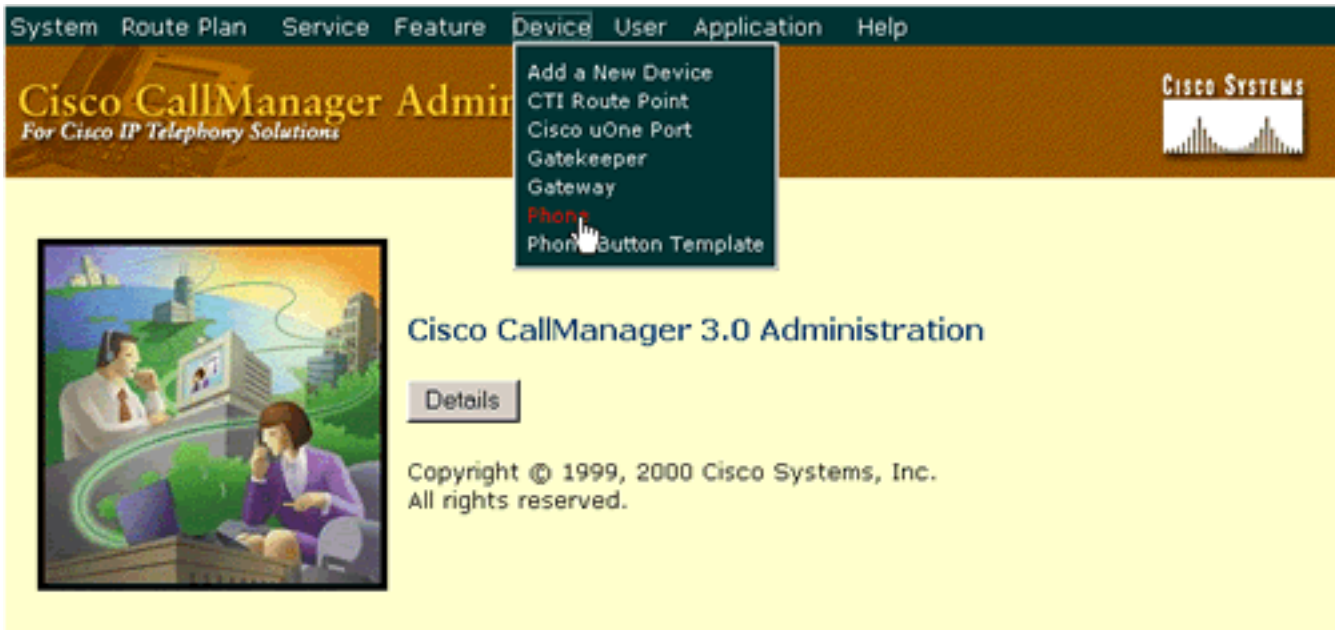 System Route Plan Service Feature Device User Application Help
Cisco CallManager Admin
For Cisco IP Telephony Solutions
CISCO SYSTEMS
Add a New Device
CTI Route Point
Cisco uOne Port
Gatekeeper
Gateway
Phone
Phone Button Template
Cisco CallManager 3.0 Administration
Details
Copyright © 1999, 2000 Cisco Systems, Inc.
All rights reserved.